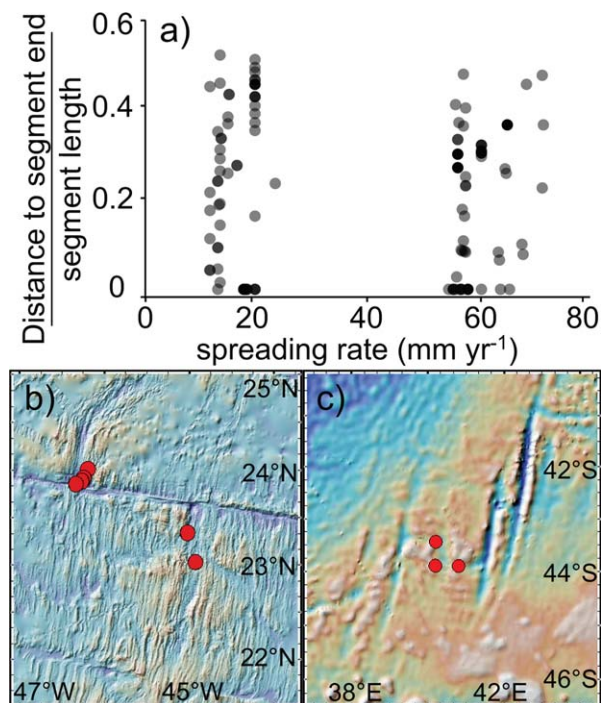 a)
Distance to segment end
segment length
0.6
0.4
0.2
0
0 20 40 60 80
spreading rate (mm yr⁻¹)
b)
25°N
24°N
23°N
22°N
47°W 45°W
c)
42°S
44°S
46°S
38°E 42°E